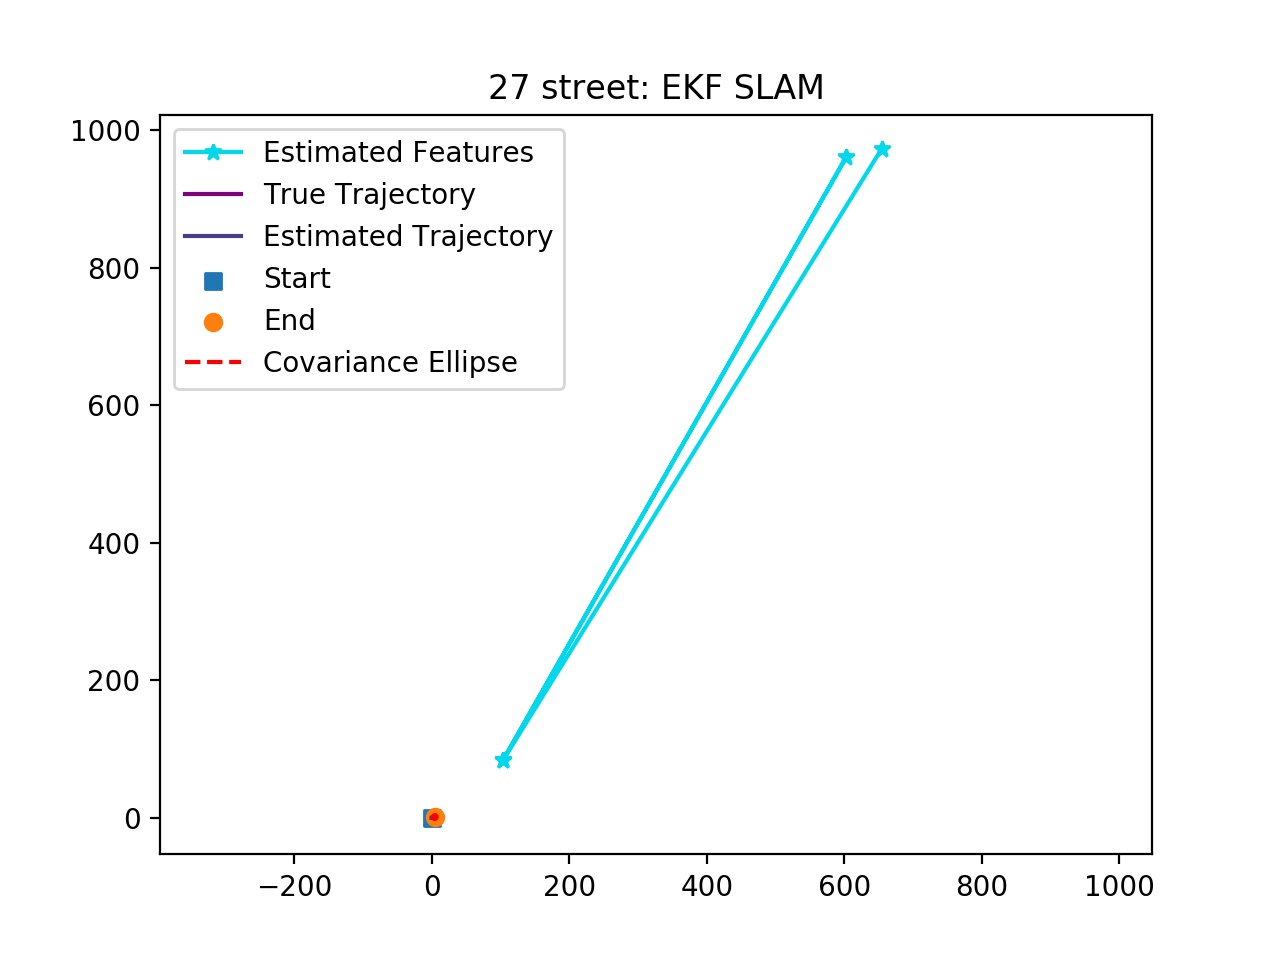 27 street: EKF SLAM
1000
800
600
400
200
0
Estimated Features
True Trajectory
Estimated Trajectory
Start
End
Covariance Ellipse
−200 0 200 400 600 800 1000